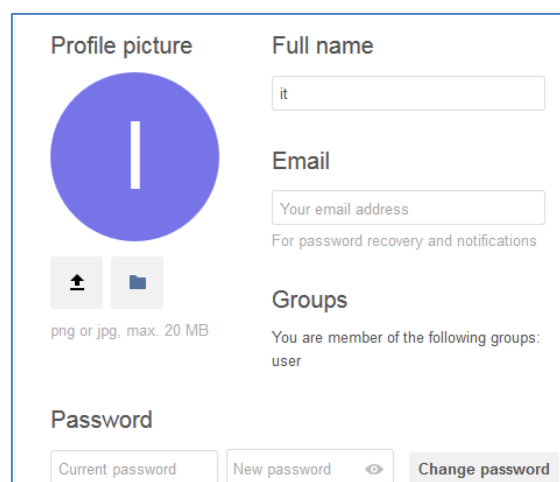 Profile picture
I
png or jpg, max. 20 MB
Full name
it
Email
Your email address
For password recovery and notifications
Groups
You are member of the following groups:
user
Password
Current password
New password
Change password